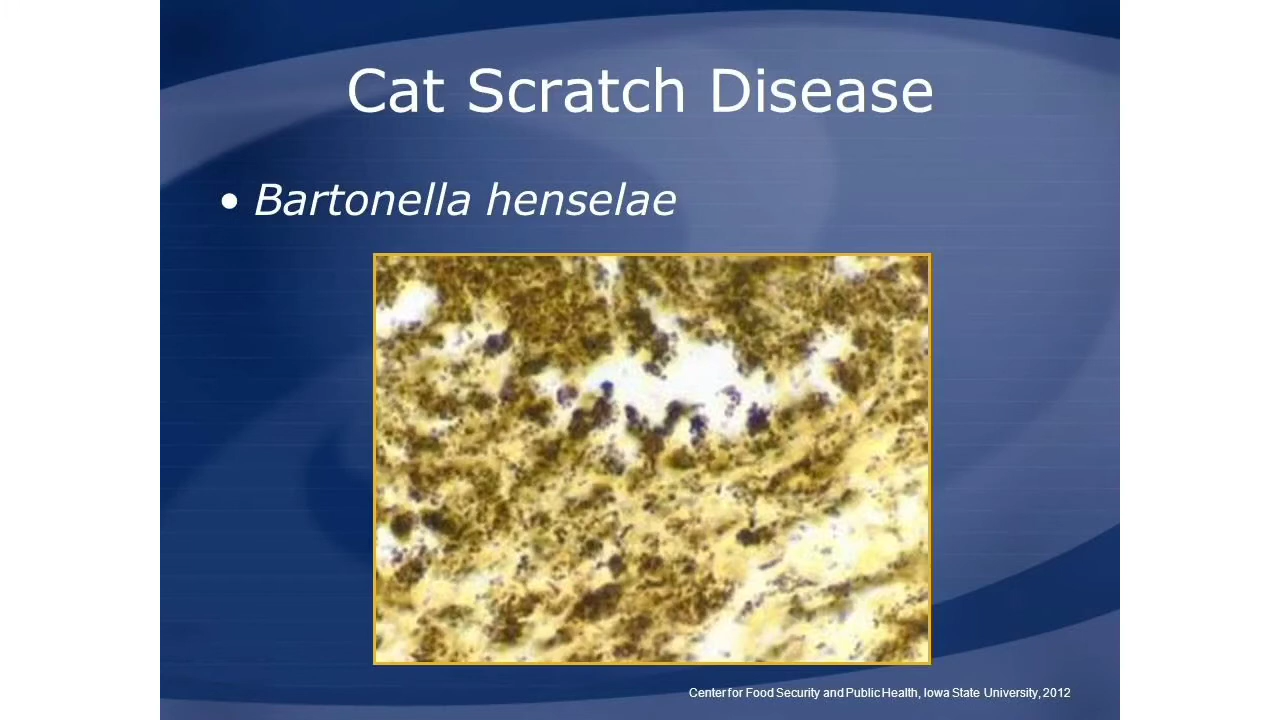 Cat Scratch Disease
• Bartonella henselae
Center for Food Security and Public Health, Iowa State University, 2012